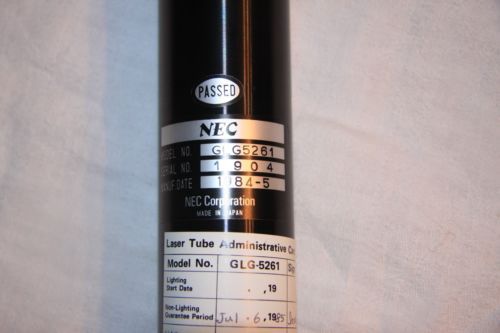 PASSED
NEC
MODEL NO. GLG5261
SERIAL NO. 1904
MANUF.DATE 1984-5
NEC Corporation
MADE IN JAPAN
Laser Tube Administrative
Model No. GLG-5261
Lighting
Start Date . ,19
Non-Lighting
Guarantee Period Jul . 6 ,1985